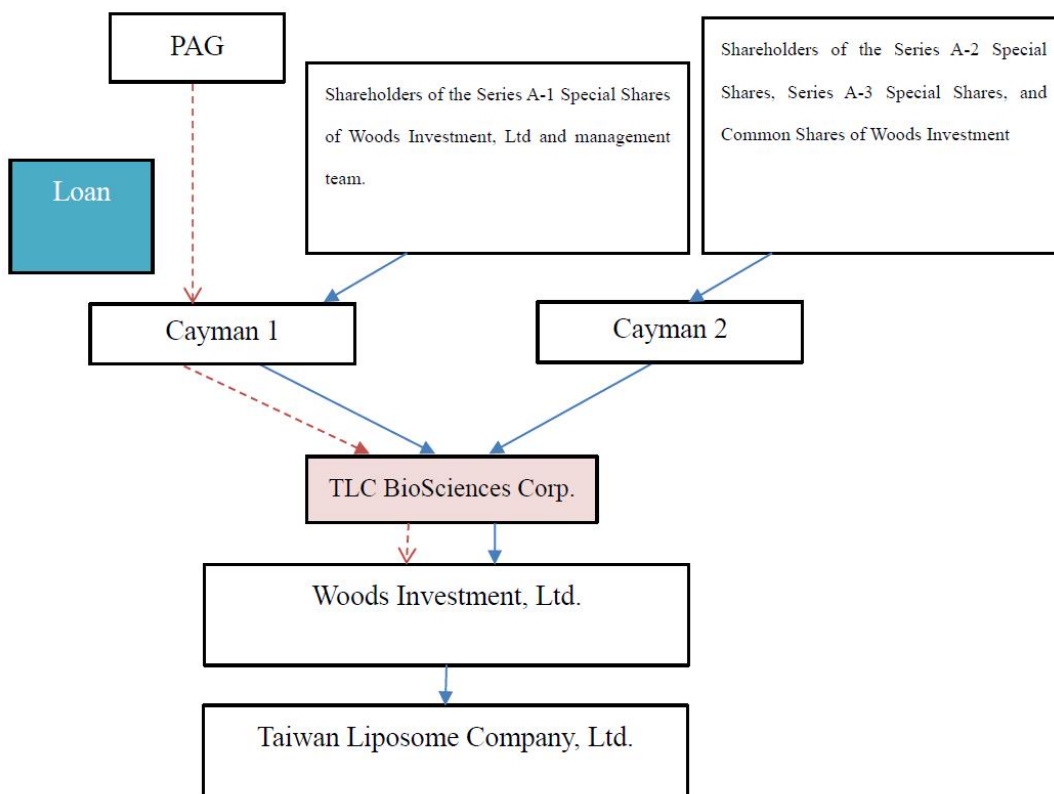 PAG
Shareholders of the Series A-2 Special
Shares, Series A-3 Special Shares, and
Common Shares of Woods Investment
Shareholders of the Series A-1 Special Shares
of Woods Investment, Ltd and management
team.
Loan
Cayman 1
Cayman 2
TLC BioSciences Corp.
Woods Investment, Ltd.
Taiwan Liposome Company, Ltd.